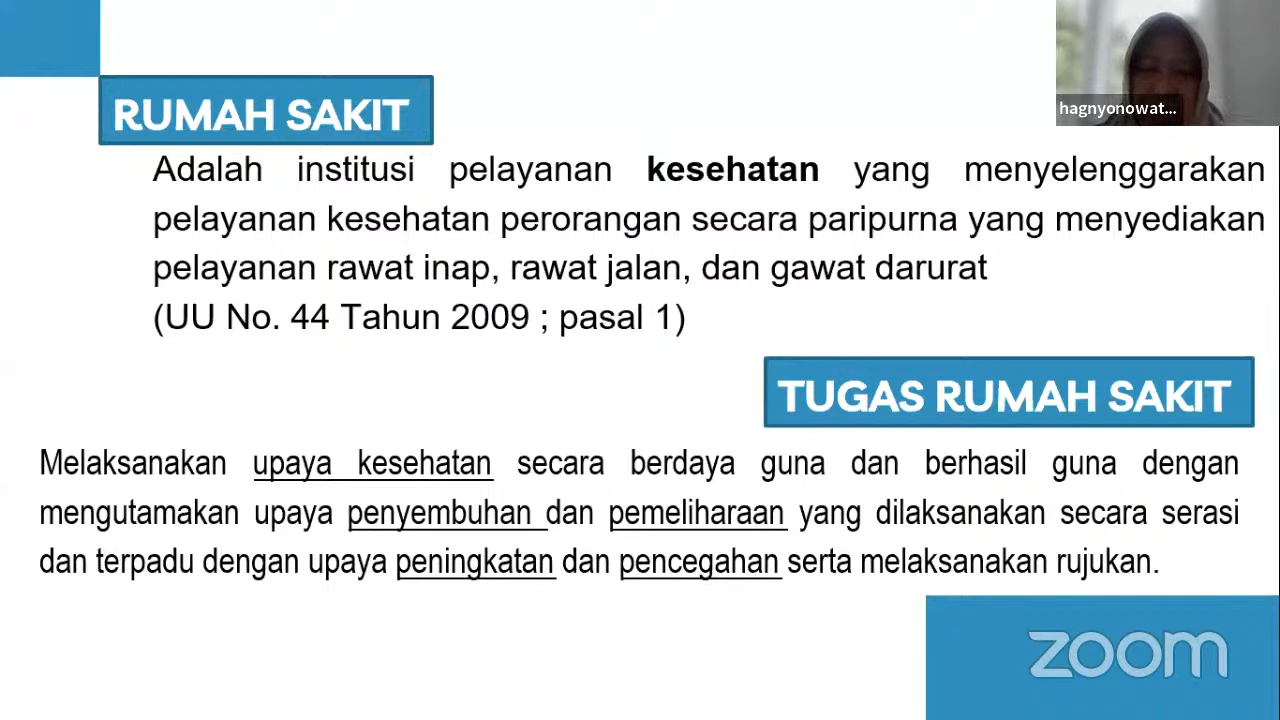 hagnyonowat...
RUMAH SAKIT
Adalah institusi pelayanan kesehatan yang menyelenggarakan
pelayanan kesehatan perorangan secara paripurna yang menyediakan
pelayanan rawat inap, rawat jalan, dan gawat darurat
(UU No. 44 Tahun 2009 ; pasal 1)
TUGAS RUMAH SAKIT
Melaksanakan upaya kesehatan secara berdaya guna dan berhasil guna dengan
mengutamakan upaya penyembuhan dan pemeliharaan yang dilaksanakan secara serasi
dan terpadu dengan upaya peningkatan dan pencegahan serta melaksanakan rujukan.
zoom